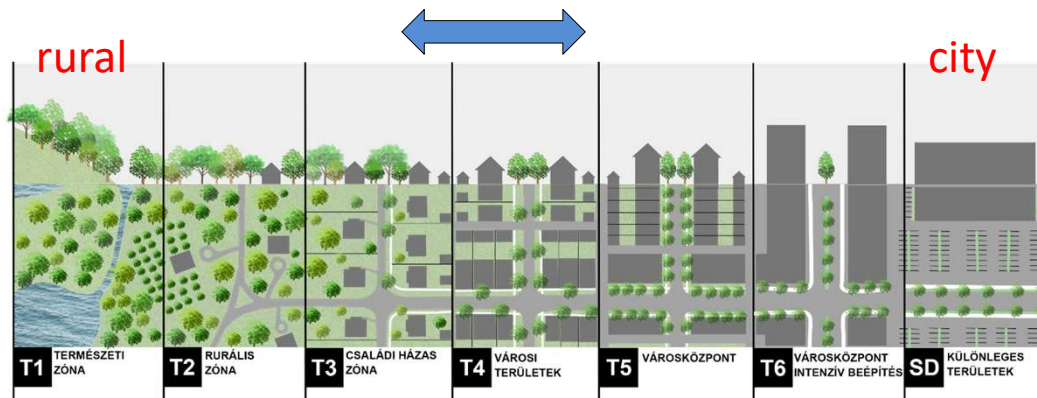 rural
city
T1 TERMÉSZETI
ZÓNA
T2 RURÁLIS
ZÓNA
T3 CSALÁDI HÁZAS
ZÓNA
T4 VÁROSI
TERÜLETEK
T5 VÁROSKÖZPONT
T6 VÁROSKÖZPONT
INTENZÍV BEÉPÍTÉS
SD KÜLÖNLEGES
TERÜLETEK